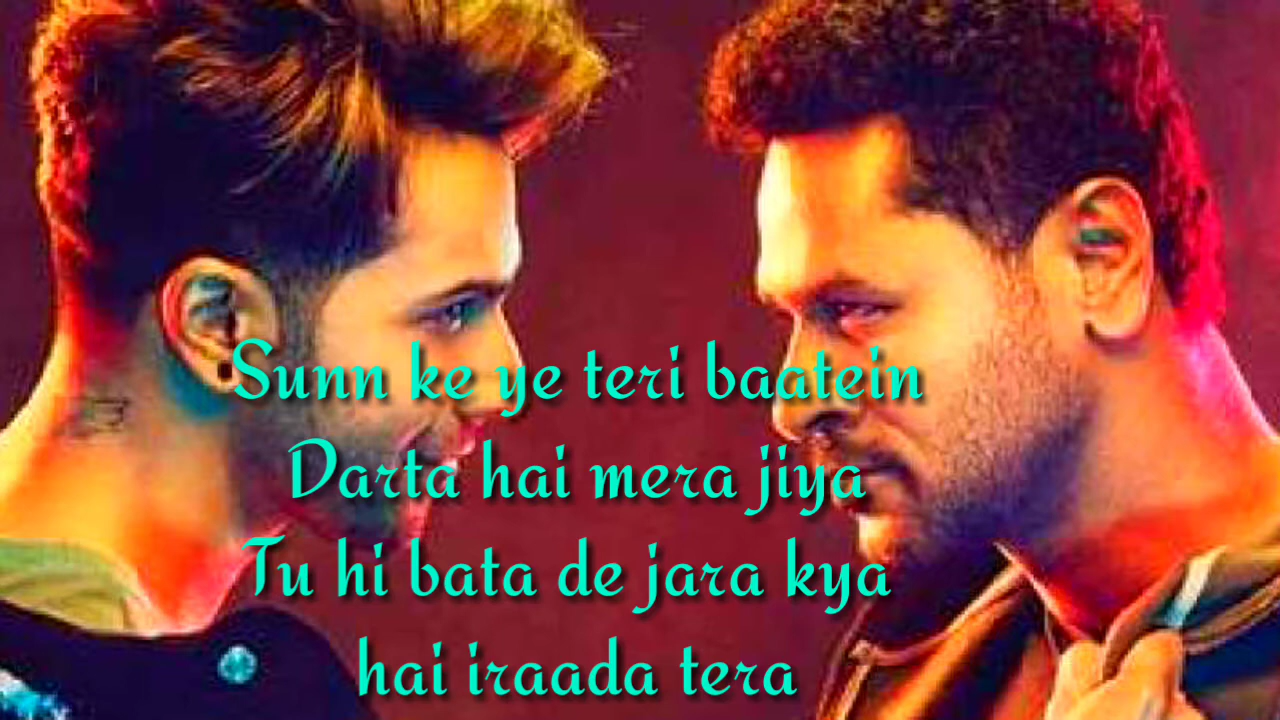 Sunn ke ye teri baatein
Darta hai mera jiya
Tu hi bata de jara kya
hai iraada tera